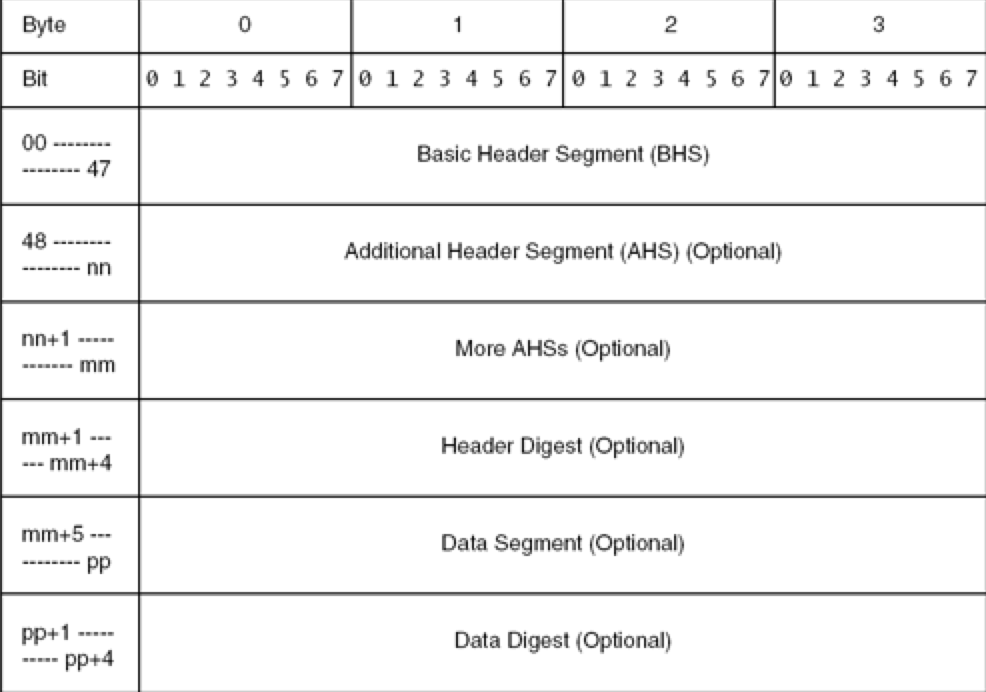 Byte 0 1 2 3
Bit 0 1 2 3 4 5 6 7 0 1 2 3 4 5 6 7 0 1 2 3 4 5 6 7 0 1 2 3 4 5 6 7
00 --------
-------- 47
Basic Header Segment (BHS)
48 --------
-------- nn
Additional Header Segment (AHS) (Optional)
nn+1 -----
------- mm
More AHSs (Optional)
mm+1 ---
--- mm+4
Header Digest (Optional)
mm+5 ---
-------- pp
Data Segment (Optional)
pp+1 -----
----- pp+4
Data Digest (Optional)